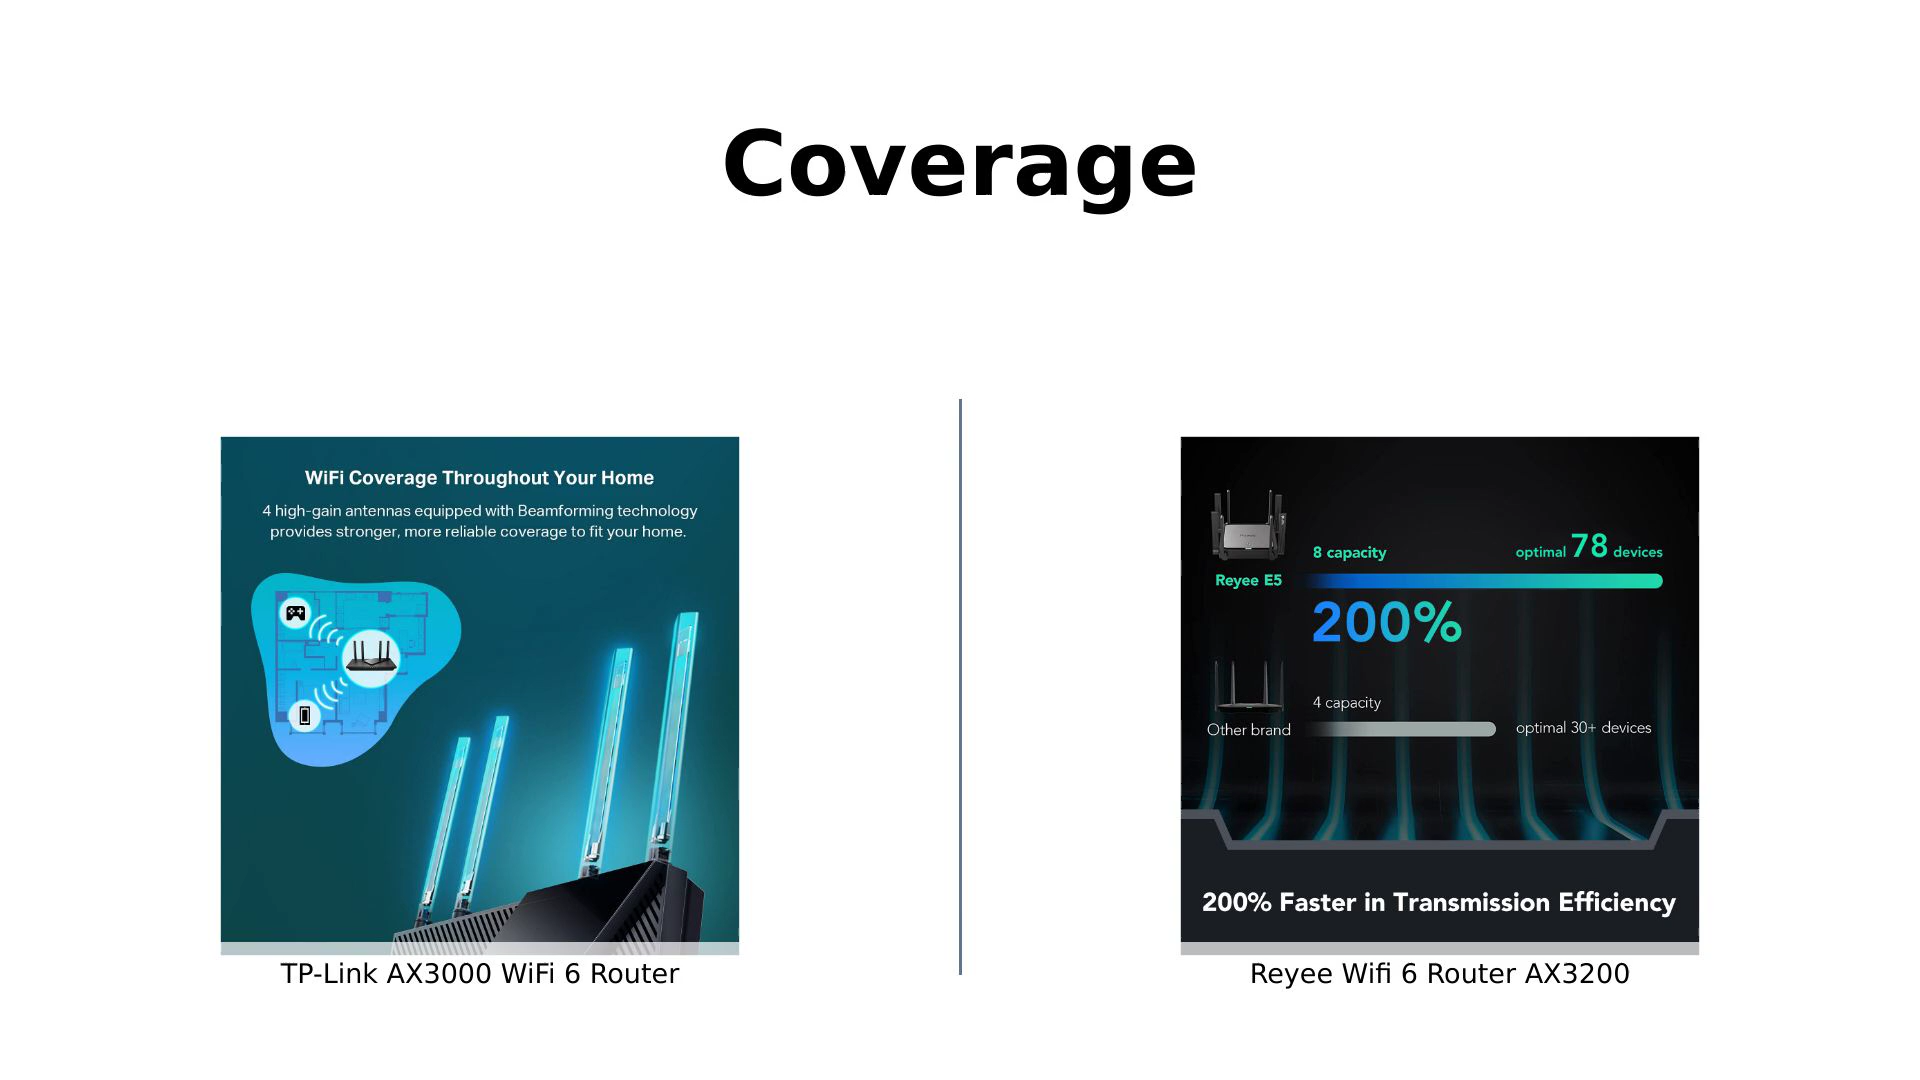 Coverage
WiFi Coverage Throughout Your Home
4 high-gain antennas equipped with Beamforming technology
provides stronger, more reliable coverage to fit your home.
TP-Link AX3000 WiFi 6 Router
8 capacity
optimal 78 devices
Reyee E5
200%
4 capacity
Other brand
optimal 30+ devices
200% Faster in Transmission Efficiency
Reyee Wifi 6 Router AX3200